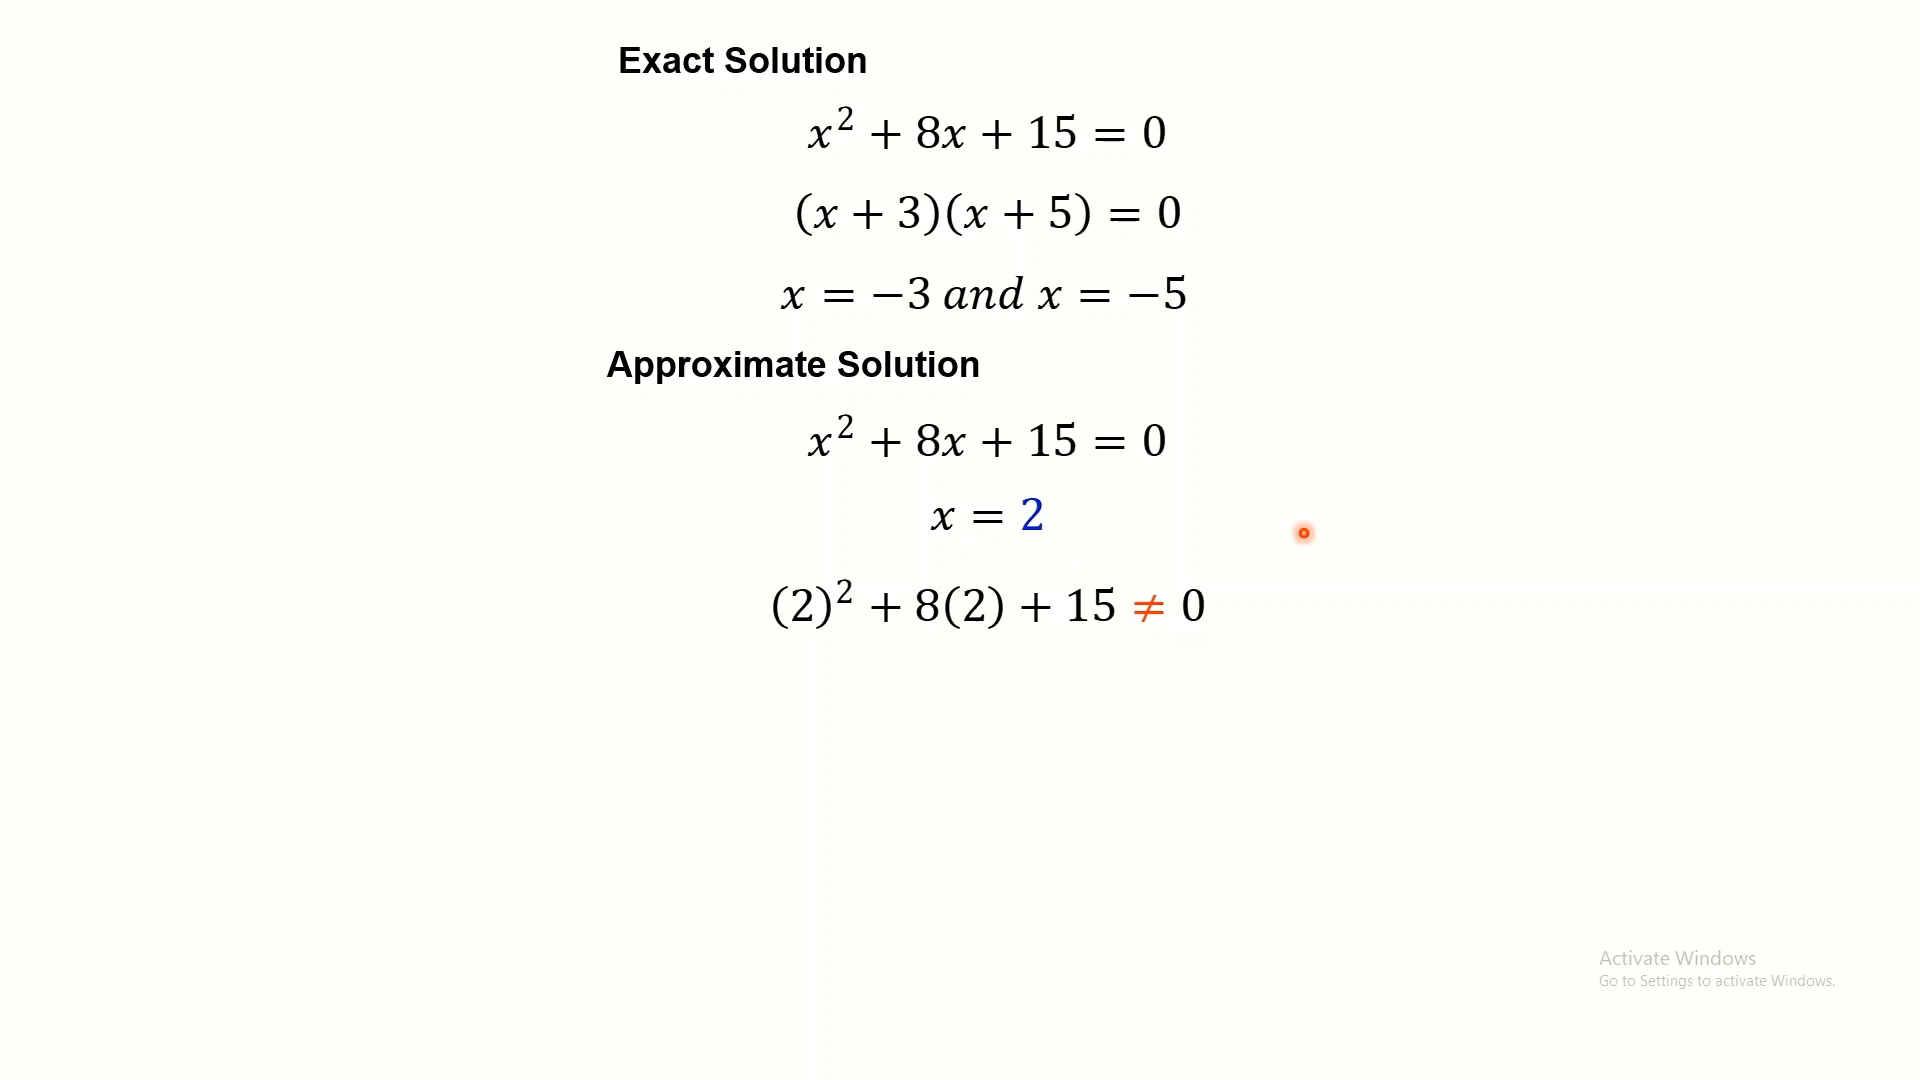 Exact Solution
x² + 8x + 15 = 0
(x + 3)(x + 5) = 0
x = −3 and x = −5
Approximate Solution
x² + 8x + 15 = 0
x = 2
(2)² + 8(2) + 15 ≠ 0
Activate Windows
Go to Settings to activate Windows.